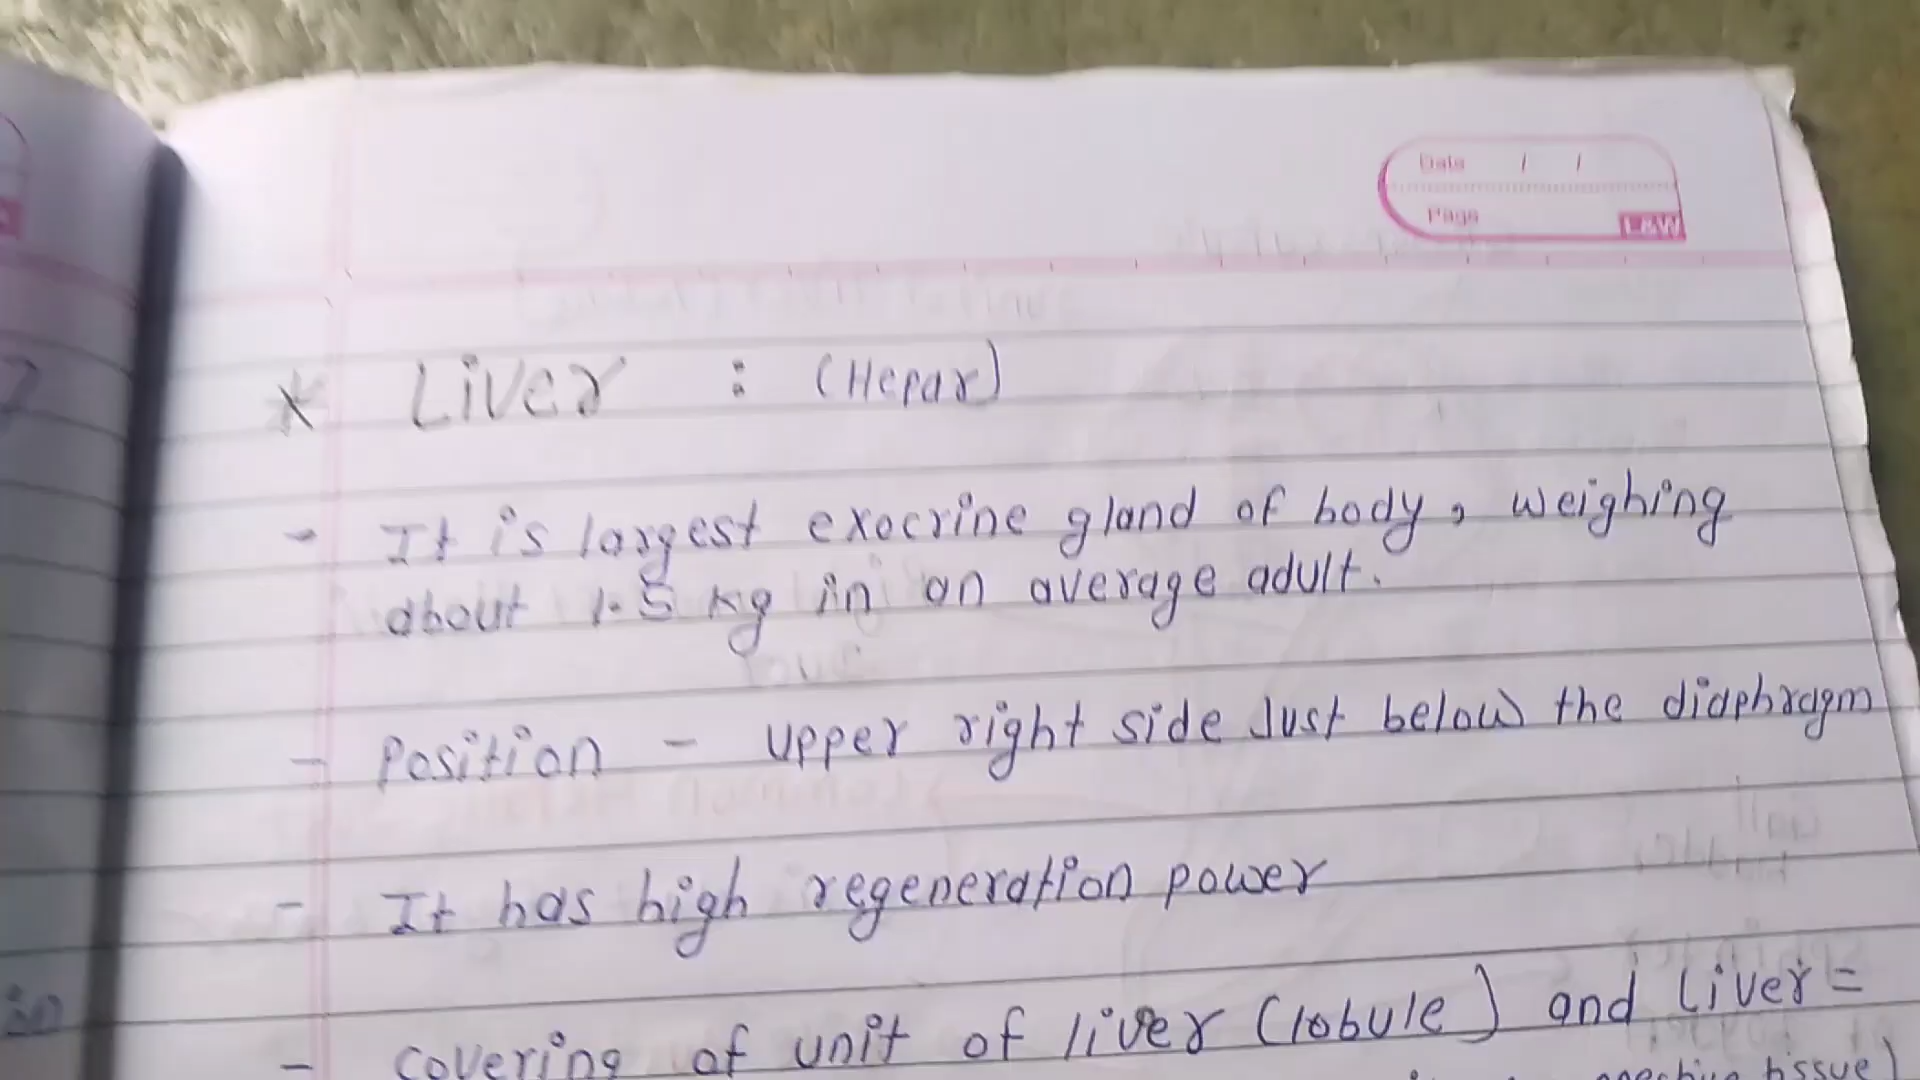 Date / /
Page
L&W
* Liver : (Hepar)
- It is largest exocrine gland of body, weighing
about 1.5 kg in an average adult.
- Position - upper right side Just below the diaphragm
- It has high regeneration power
in
- covering of unit of liver (lobule) and Liver =
tissue)